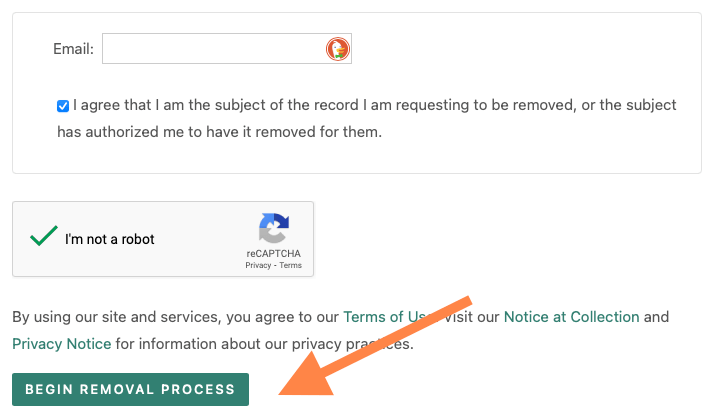 Email:
I agree that I am the subject of the record I am requesting to be removed, or the subject
has authorized me to have it removed for them.
I'm not a robot
reCAPTCHA
Privacy - Terms
By using our site and services, you agree to our Terms of Use. Visit our Notice at Collection and
Privacy Notice for information about our privacy practices.
BEGIN REMOVAL PROCESS